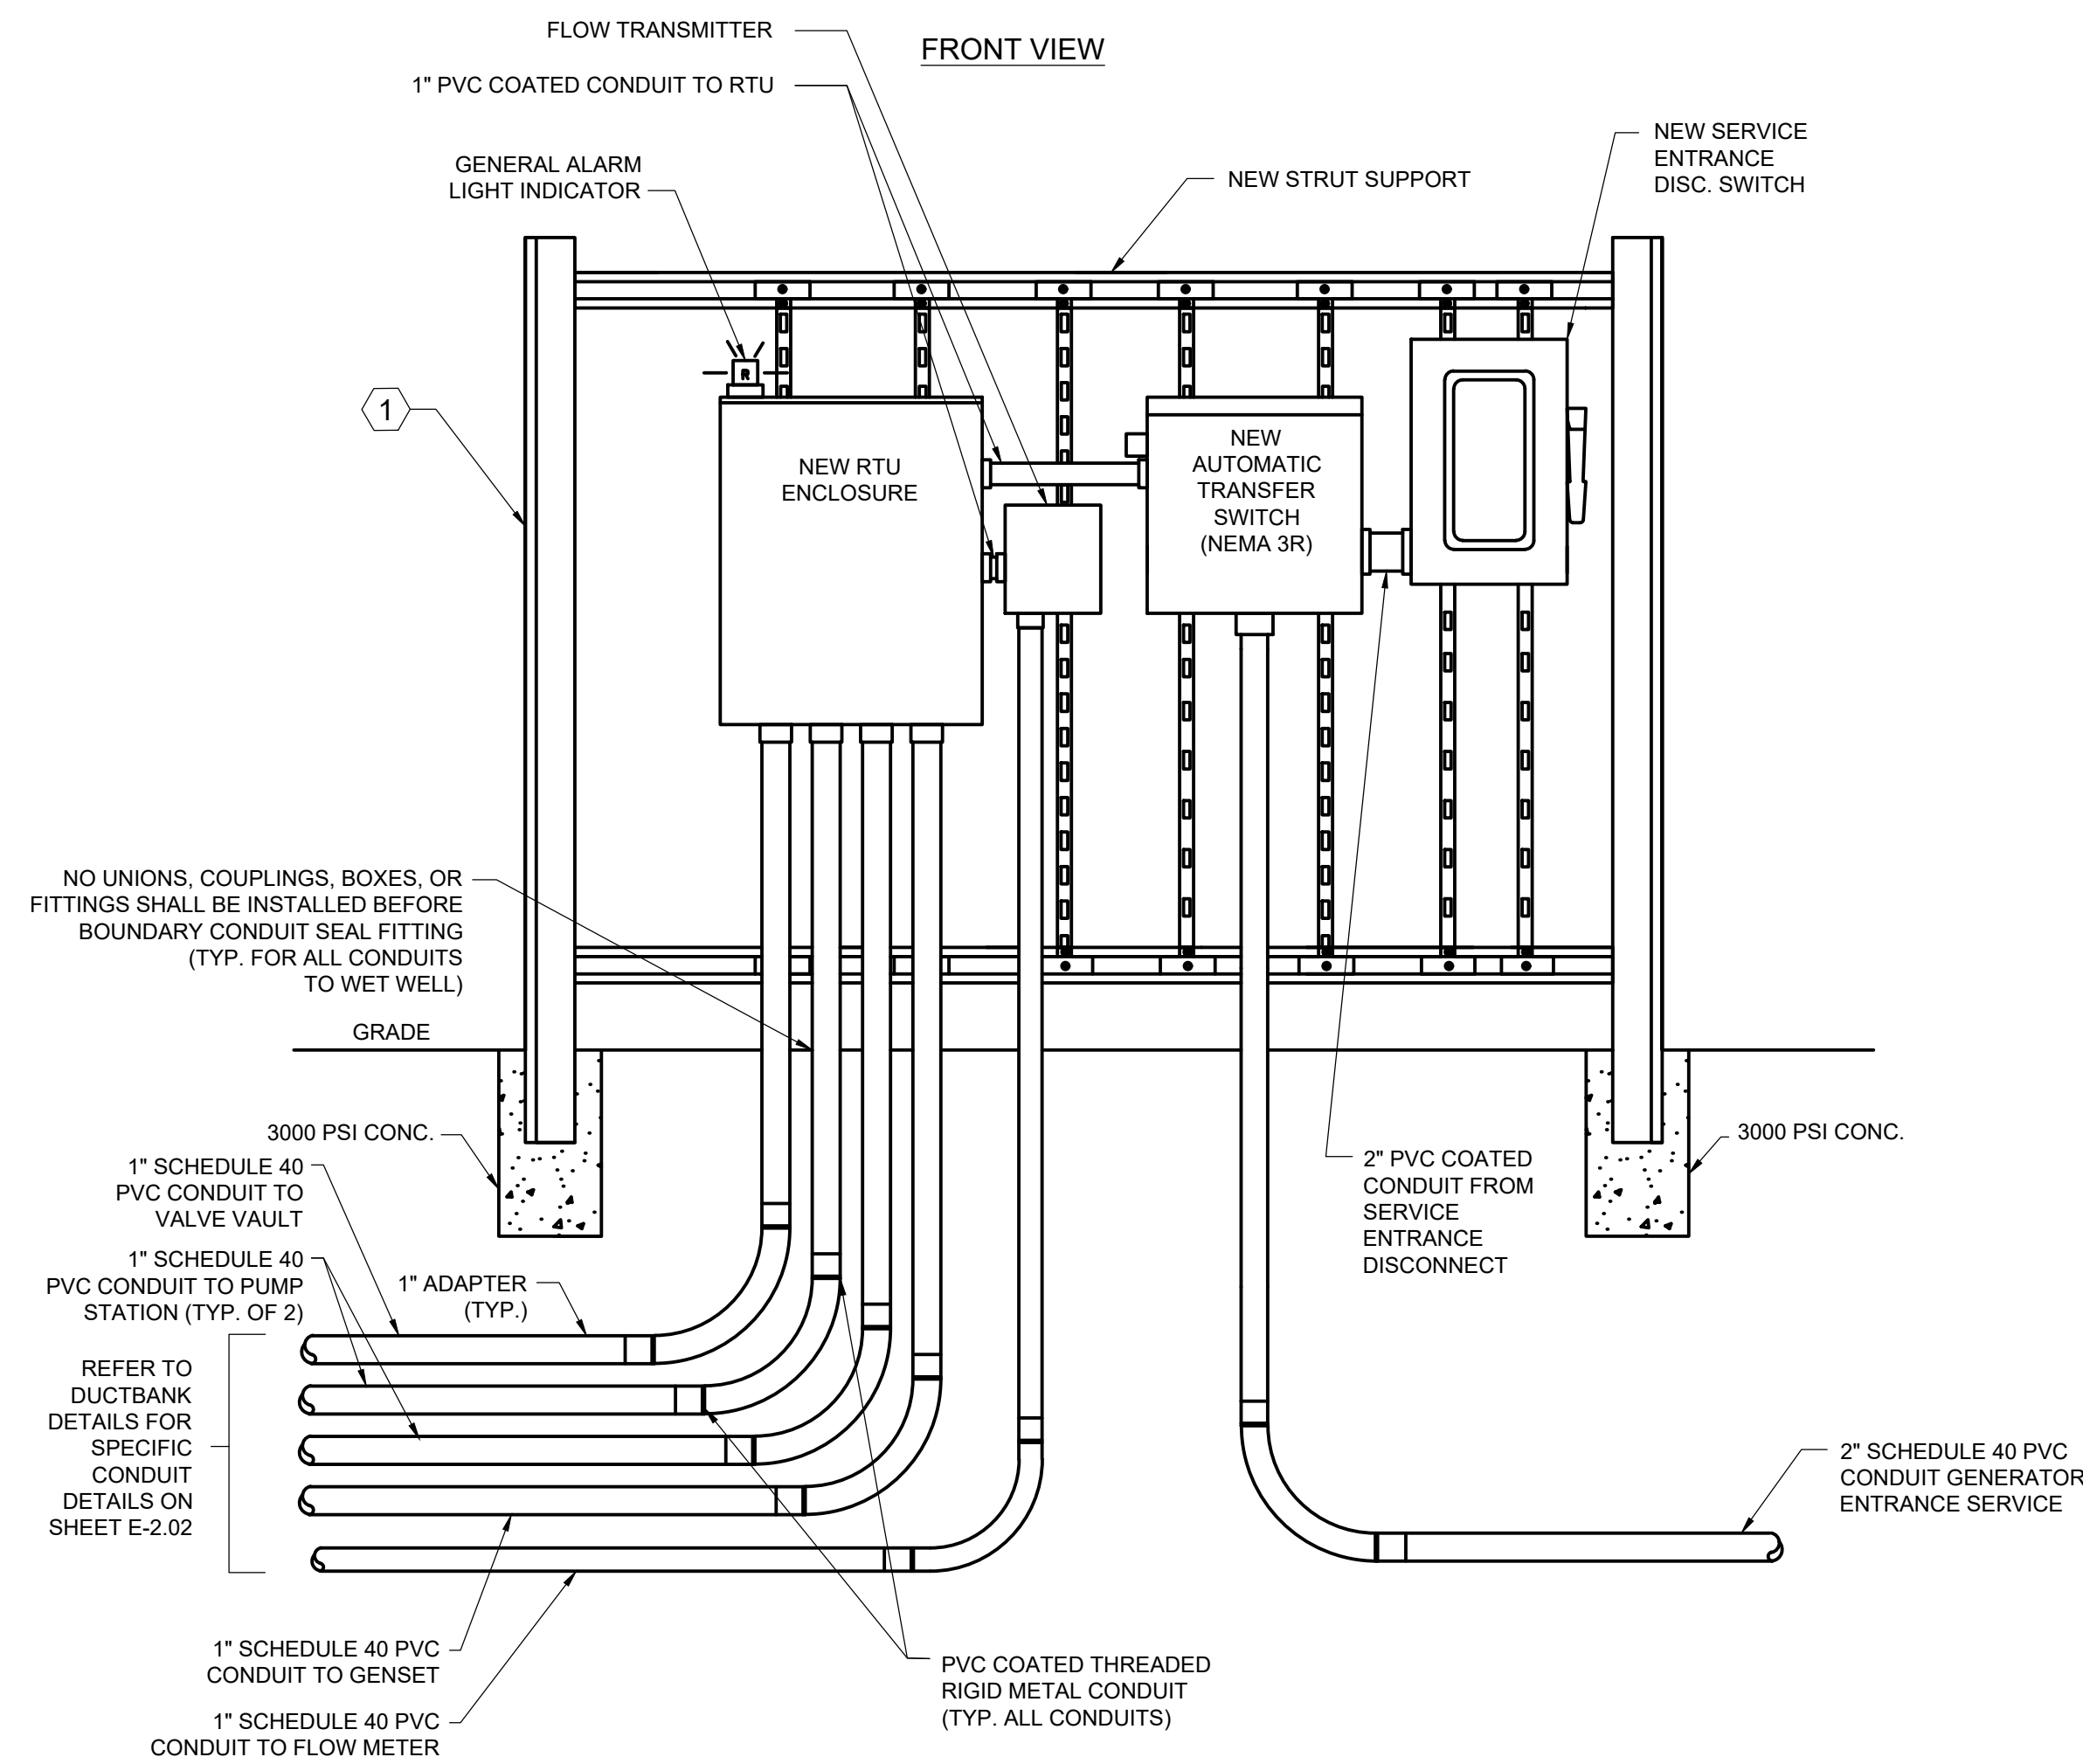 FRONT VIEW
FLOW TRANSMITTER
1" PVC COATED CONDUIT TO RTU
GENERAL ALARM
LIGHT INDICATOR
NEW STRUT SUPPORT
NEW SERVICE
ENTRANCE
DISC. SWITCH
R
1
NEW RTU
ENCLOSURE
NEW
AUTOMATIC
TRANSFER
SWITCH
(NEMA 3R)
NO UNIONS, COUPLINGS, BOXES, OR
FITTINGS SHALL BE INSTALLED BEFORE
BOUNDARY CONDUIT SEAL FITTING
(TYP. FOR ALL CONDUITS
TO WET WELL)
GRADE
3000 PSI CONC.
3000 PSI CONC.
1" SCHEDULE 40
PVC CONDUIT TO
VALVE VAULT
1" SCHEDULE 40
PVC CONDUIT TO PUMP
STATION (TYP. OF 2)
1" ADAPTER
(TYP.)
2" PVC COATED
CONDUIT FROM
SERVICE
ENTRANCE
DISCONNECT
REFER TO
DUCTBANK
DETAILS FOR
SPECIFIC
CONDUIT
DETAILS ON
SHEET E-2.02
2" SCHEDULE 40 PVC
CONDUIT GENERATOR
ENTRANCE SERVICE
1" SCHEDULE 40 PVC
CONDUIT TO GENSET
1" SCHEDULE 40 PVC
CONDUIT TO FLOW METER
PVC COATED THREADED
RIGID METAL CONDUIT
(TYP. ALL CONDUITS)